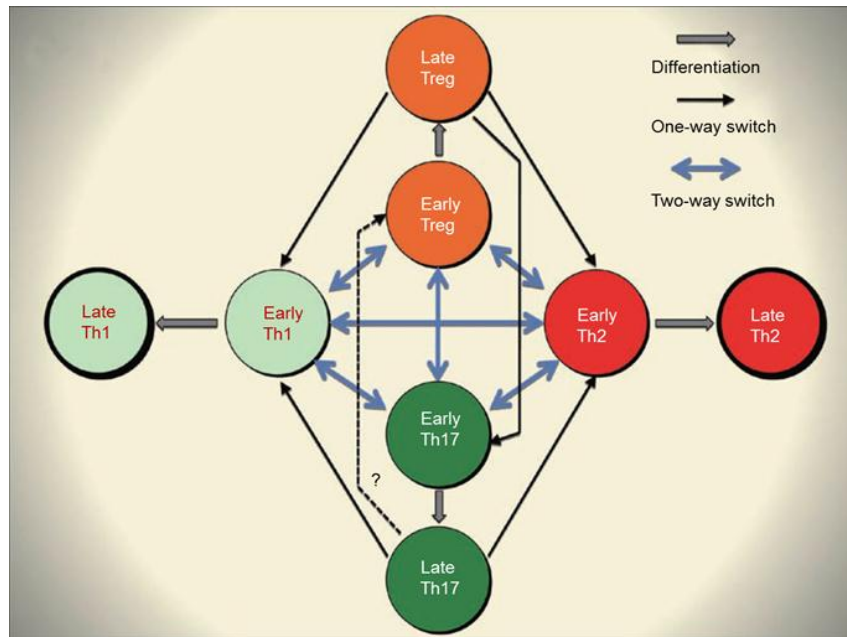 Late
Treg
Differentiation
One-way switch
Early
Treg
Two-way switch
Late
Th1
Early
Th1
Early
Th2
Late
Th2
Early
Th17
?
Late
Th17